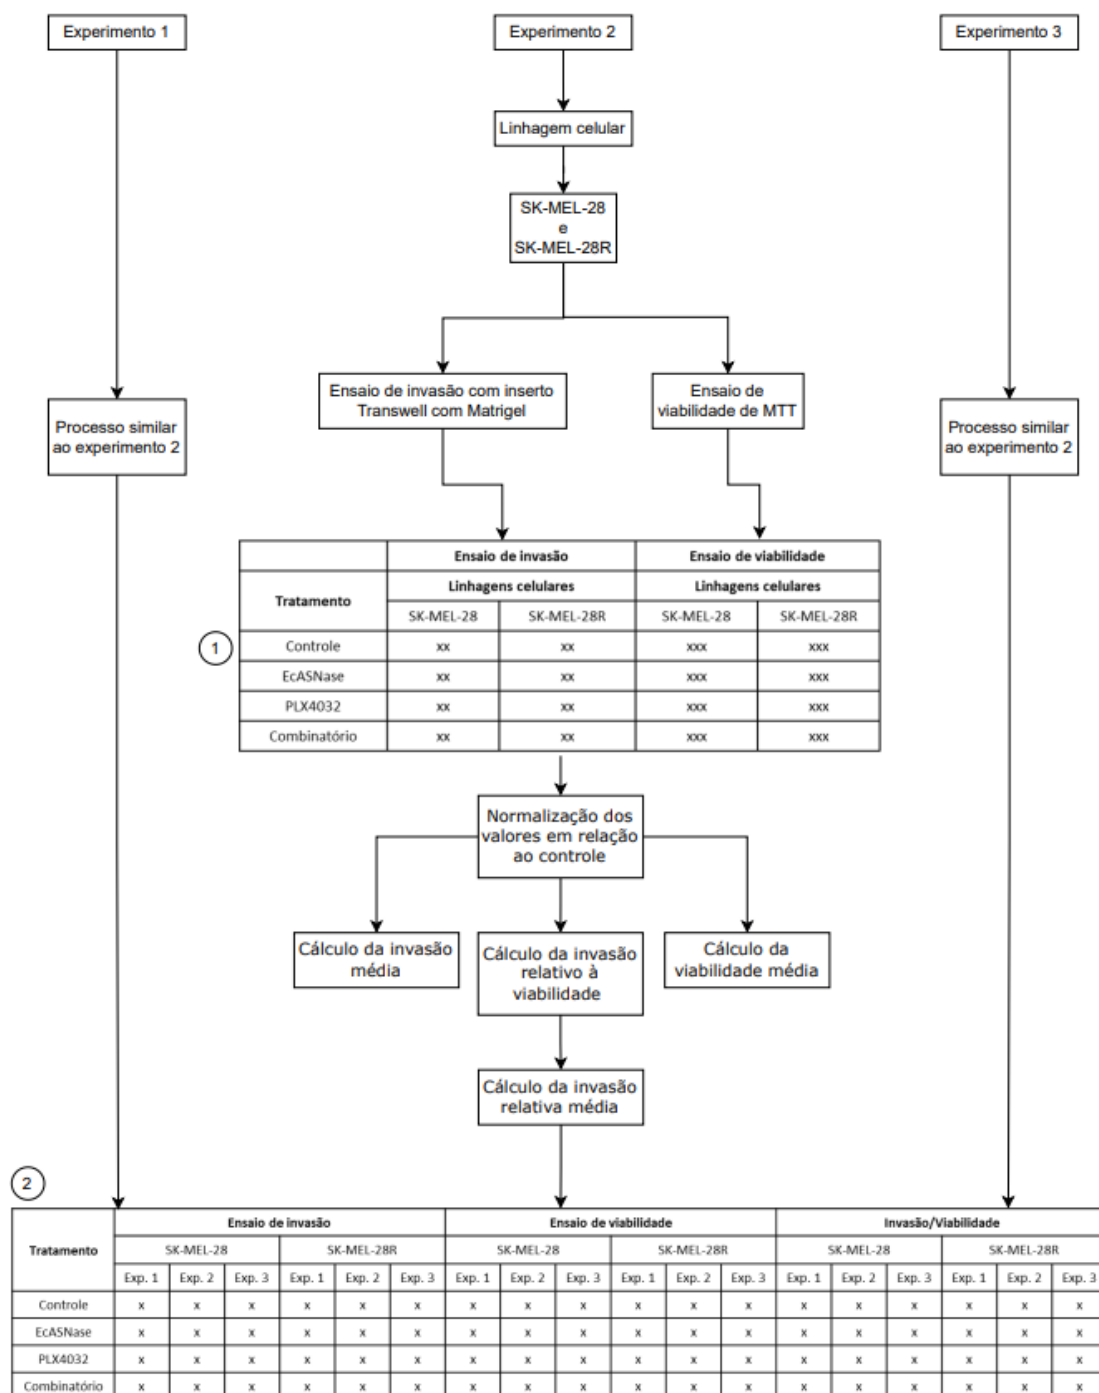 Experimento 1
Experimento 2
Experimento 3
Linhagem celular
SK-MEL-28
e
SK-MEL-28R
Ensaio de invasão com inserto
Transwell com Matrigel
Ensaio de
viabilidade de MTT
Processo similar
ao experimento 2
Processo similar
ao experimento 2
Ensaio de invasão Ensaio de viabilidade
Tratamento Linhagens celulares Linhagens celulares
SK-MEL-28 SK-MEL-28R SK-MEL-28 SK-MEL-28R
1
Controle xx xx xxx xxx
EcASNase xx xx xxx xxx
PLX4032 xx xx xxx xxx
Combinatório xx xx xxx xxx
Normalização dos
valores em relação
ao controle
Cálculo da invasão
média
Cálculo da invasão
relativo à
viabilidade
Cálculo da
viabilidade média
Cálculo da invasão
relativa média
2
Tratamento Ensaio de invasão Ensaio de viabilidade Invasão/Viabilidade
SK-MEL-28 SK-MEL-28R SK-MEL-28 SK-MEL-28R SK-MEL-28 SK-MEL-28R
Exp. 1 Exp. 2 Exp. 3 Exp. 1 Exp. 2 Exp. 3 Exp. 1 Exp. 2 Exp. 3 Exp. 1 Exp. 2 Exp. 3 Exp. 1 Exp. 2 Exp. 3 Exp. 1 Exp. 2 Exp. 3
Controle x x x x x x x x x x x x x x x x x x
EcASNase x x x x x x x x x x x x x x x x x x
PLX4032 x x x x x x x x x x x x x x x x x x
Combinatório x x x x x x x x x x x x x x x x x x